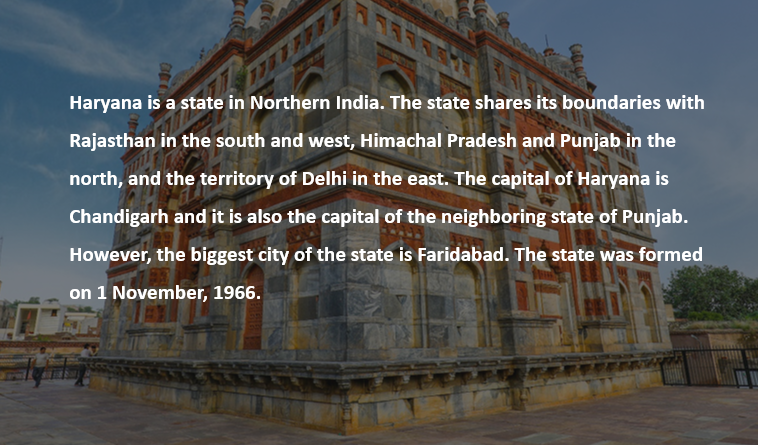 Haryana is a state in Northern India. The state shares its boundaries with
Rajasthan in the south and west, Himachal Pradesh and Punjab in the
north, and the territory of Delhi in the east. The capital of Haryana is
Chandigarh and it is also the capital of the neighboring state of Punjab.
However, the biggest city of the state is Faridabad. The state was formed
on 1 November, 1966.